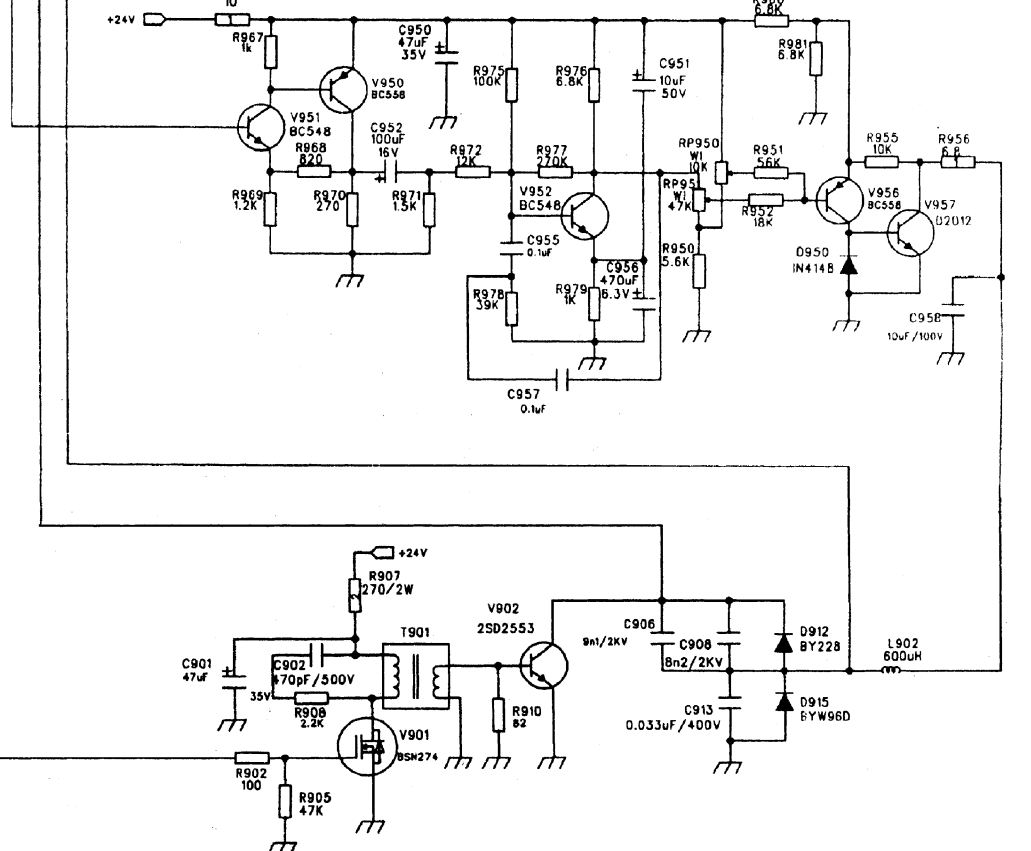 10
+24V
R967
1k
C950
47uF
35V
6.8K
R981
6.8K
V950
BC558
R975
100K
R976
6.8K
C951
10uF
50V
V951
BC548
C952
100uF
16V
R968
820
R972
12K
R977
270K
RP950
W1
10K
R951
56K
R955
10K
R956
6.8
R969
1.2K
R970
270
R971
1.5K
V952
BC548
W1
47K
R952
18K
V956
BC558
V957
D2012
C955
0.1uF
R950
5.6K
D950
IN4148
C956
470uF
6.3V
R978
39K
R979
1K
C958
10uF/100V
C957
0.1uF
+24V
R907
270/2W
V902
2SD2553
T901
C906
9n1/2KV
C908
8n2/2KV
D912
BY228
L902
600uH
C901
47uF
35V
C902
470pF/500V
R908
2.2K
R910
82
C913
0.033uF/400V
D915
BYW96D
V901
BSN274
R902
100
R905
47K